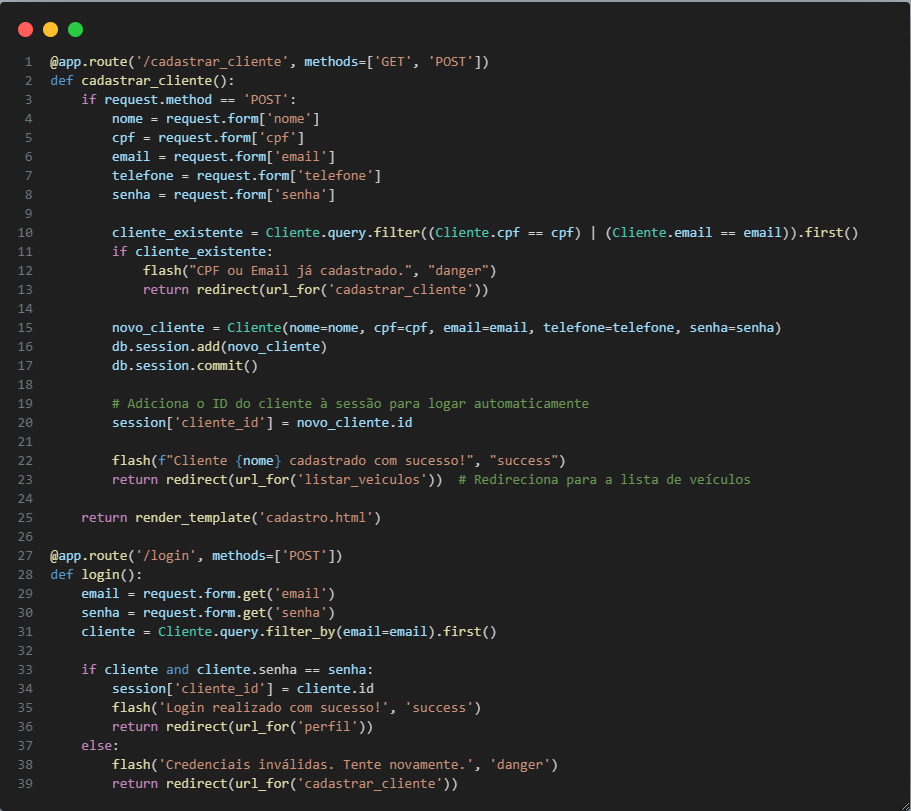 1 @app.route('/cadastrar_cliente', methods=['GET', 'POST'])
2 def cadastrar_cliente():
3     if request.method == 'POST':
4         nome = request.form['nome']
5         cpf = request.form['cpf']
6         email = request.form['email']
7         telefone = request.form['telefone']
8         senha = request.form['senha']
9
10         cliente_existente = Cliente.query.filter((Cliente.cpf == cpf) | (Cliente.email == email)).first()
11         if cliente_existente:
12             flash("CPF ou Email já cadastrado.", "danger")
13             return redirect(url_for('cadastrar_cliente'))
14
15         novo_cliente = Cliente(nome=nome, cpf=cpf, email=email, telefone=telefone, senha=senha)
16         db.session.add(novo_cliente)
17         db.session.commit()
18
19         # Adiciona o ID do cliente à sessão para logar automaticamente
20         session['cliente_id'] = novo_cliente.id
21
22         flash(f"Cliente {nome} cadastrado com sucesso!", "success")
23         return redirect(url_for('listar_veiculos'))  # Redireciona para a lista de veículos
24
25     return render_template('cadastro.html')
26
27 @app.route('/login', methods=['POST'])
28 def login():
29     email = request.form.get('email')
30     senha = request.form.get('senha')
31     cliente = Cliente.query.filter_by(email=email).first()
32
33     if cliente and cliente.senha == senha:
34         session['cliente_id'] = cliente.id
35         flash('Login realizado com sucesso!', 'success')
36         return redirect(url_for('perfil'))
37     else:
38         flash('Credenciais inválidas. Tente novamente.', 'danger')
39         return redirect(url_for('cadastrar_cliente'))